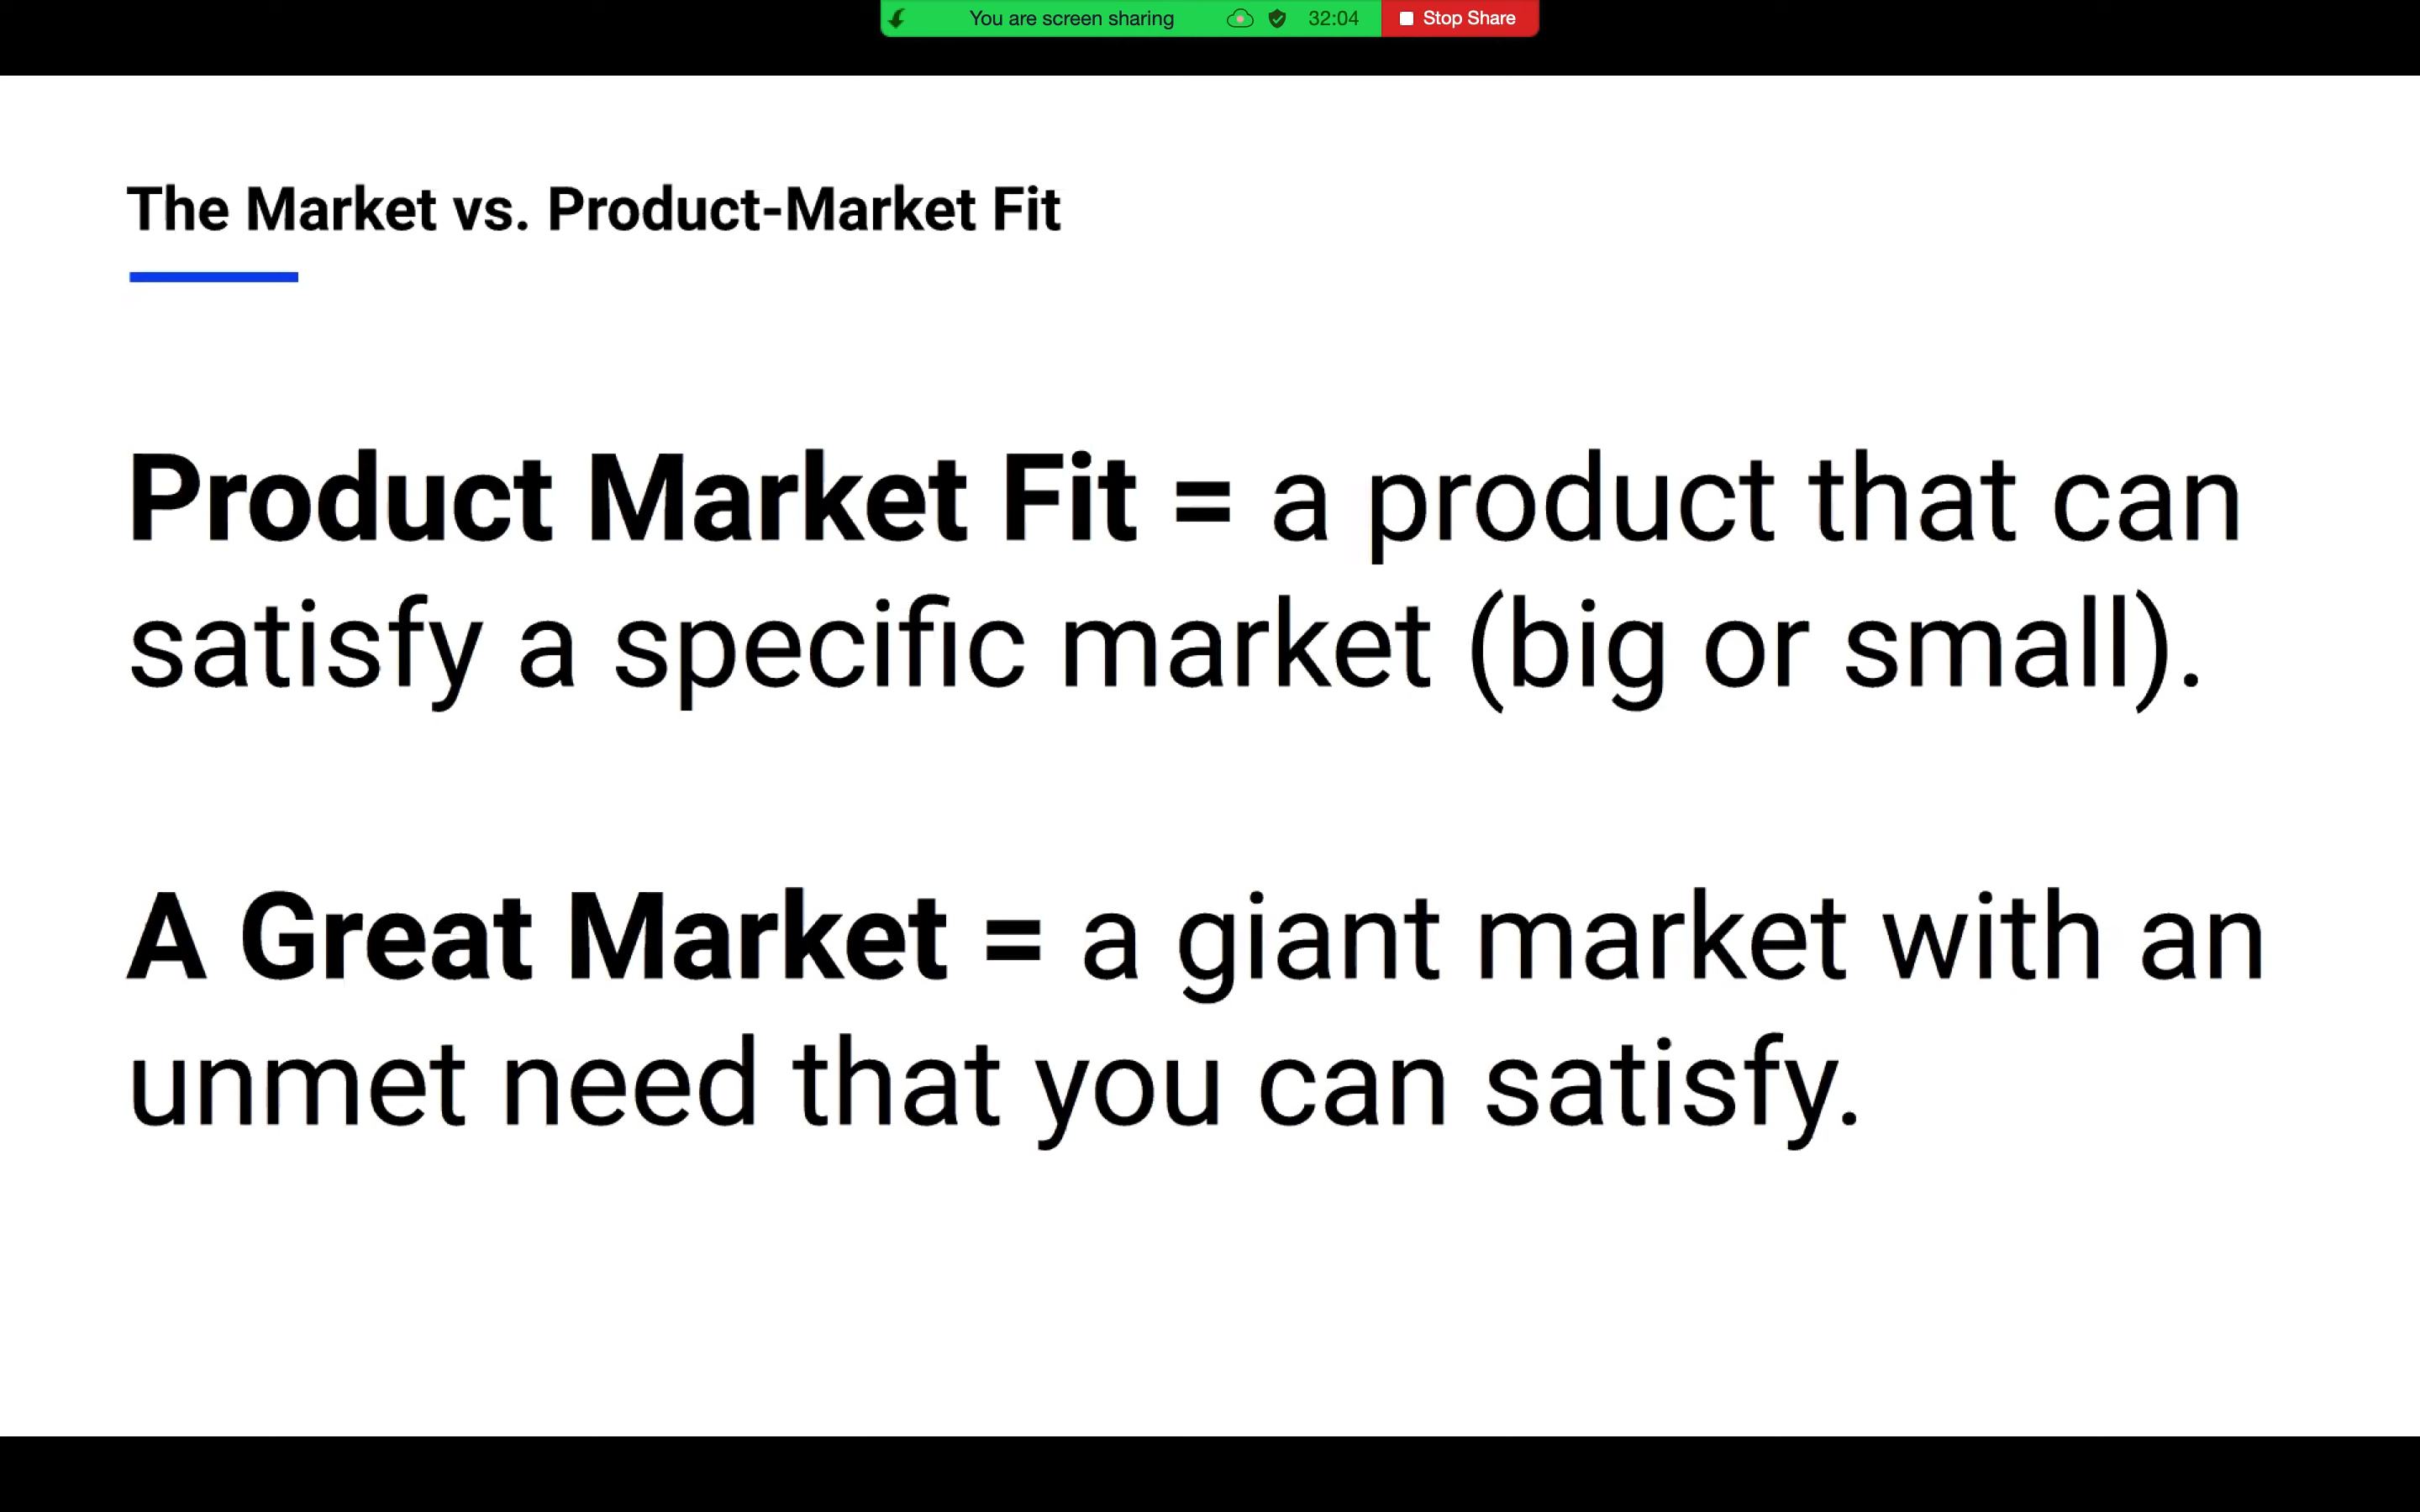 You are screen sharing 32:04 Stop Share
The Market vs. Product-Market Fit
Product Market Fit = a product that can
satisfy a specific market (big or small).
A Great Market = a giant market with an
unmet need that you can satisfy.